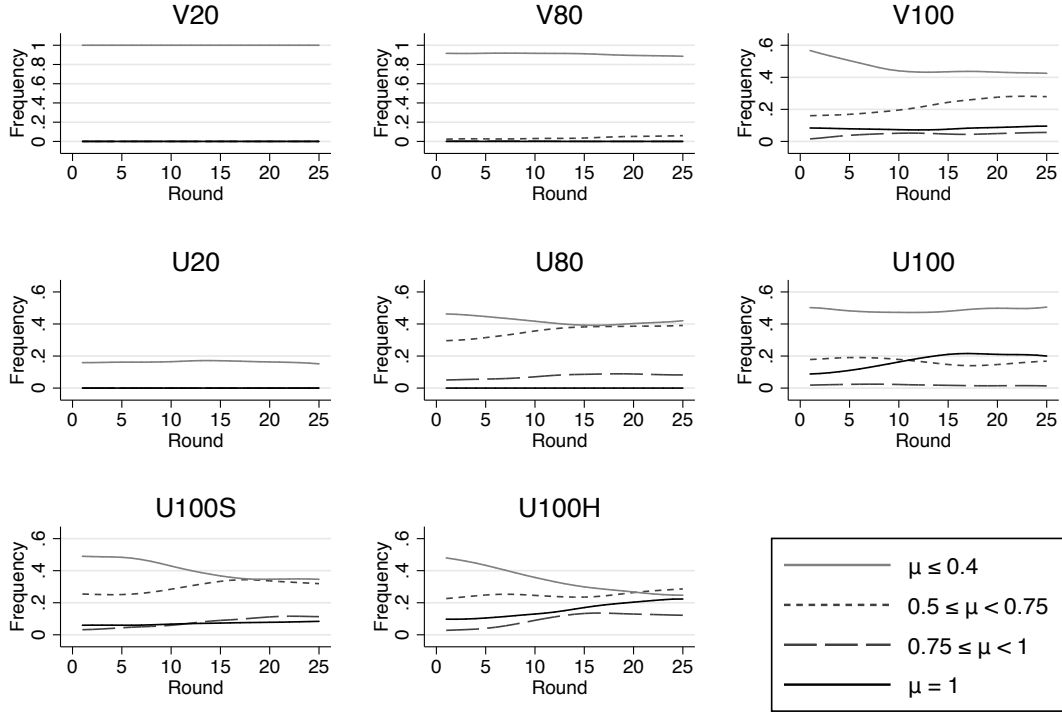 V20
Frequency
0 .2 .4 .6 .8 1
0 5 10 15 20 25
Round
V80
Frequency
0 .2 .4 .6 .8 1
0 5 10 15 20 25
Round
V100
Frequency
0 .2 .4 .6
0 5 10 15 20 25
Round
U20
Frequency
0 .2 .4 .6
0 5 10 15 20 25
Round
U80
Frequency
0 .2 .4 .6
0 5 10 15 20 25
Round
U100
Frequency
0 .2 .4 .6
0 5 10 15 20 25
Round
U100S
Frequency
0 .2 .4 .6
0 5 10 15 20 25
Round
U100H
Frequency
0 .2 .4 .6
0 5 10 15 20 25
Round
μ ≤ 0.4
0.5 ≤ μ < 0.75
0.75 ≤ μ < 1
μ = 1